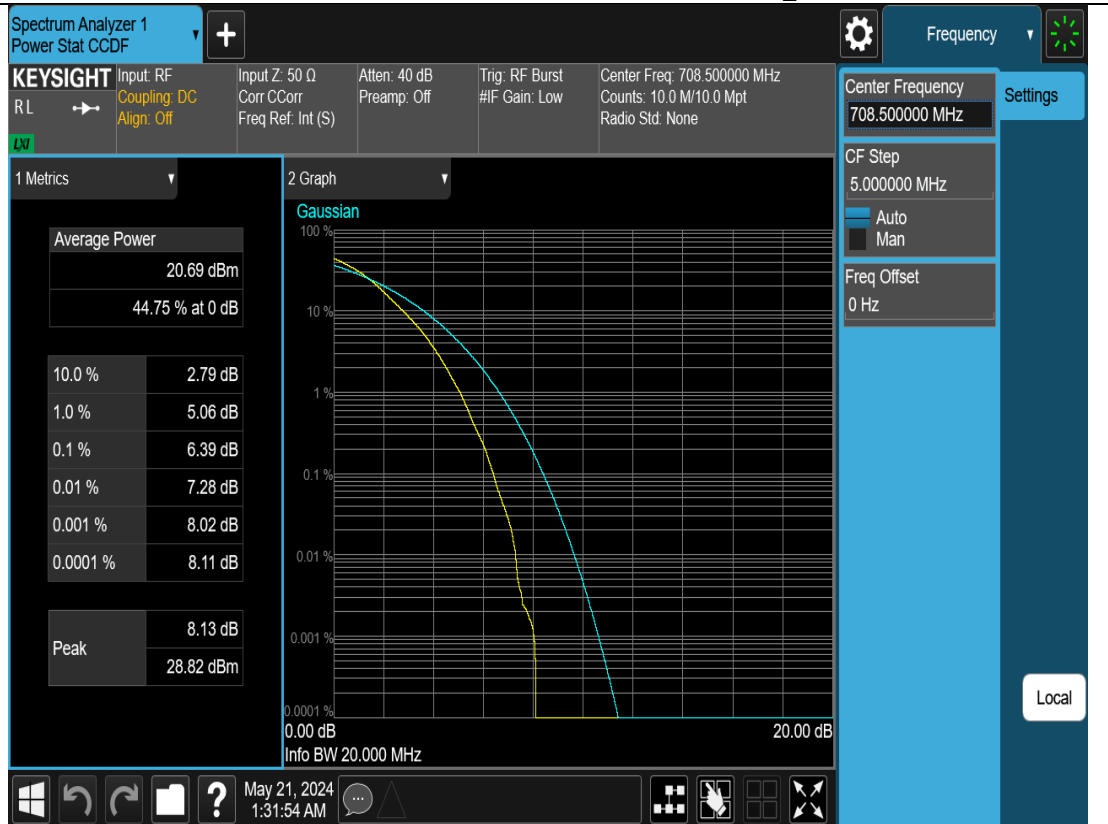 Spectrum Analyzer 1
Power Stat CCDF
Frequency
KEYSIGHT
R L
LXI
Input: RF
Coupling: DC
Align: Off
Input Z: 50 Ω
Corr CCorr
Freq Ref: Int (S)
Atten: 40 dB
Preamp: Off
Trig: RF Burst
#IF Gain: Low
Center Freq: 708.500000 MHz
Counts: 10.0 M/10.0 Mpt
Radio Std: None
Center Frequency
708.500000 MHz
Settings
CF Step
5.000000 MHz
Auto
Man
Freq Offset
0 Hz
Local
1 Metrics
Average Power
20.69 dBm
44.75 % at 0 dB
10.0 % 2.79 dB
1.0 % 5.06 dB
0.1 % 6.39 dB
0.01 % 7.28 dB
0.001 % 8.02 dB
0.0001 % 8.11 dB
Peak 8.13 dB
28.82 dBm
2 Graph
Gaussian
100 %
10 %
1 %
0.1 %
0.01 %
0.001 %
0.0001 %
0.00 dB 20.00 dB
Info BW 20.000 MHz
?
May 21, 2024
1:31:54 AM